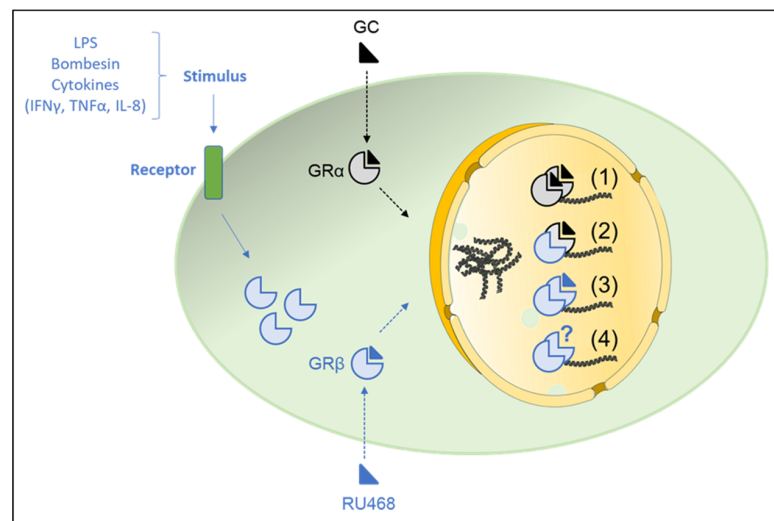 LPS
Bombesin
Cytokines
(IFNγ, TNFα, IL-8)
Stimulus
Receptor
GC
GRα
GRβ
RU468
(1)
(2)
(3)
?
(4)